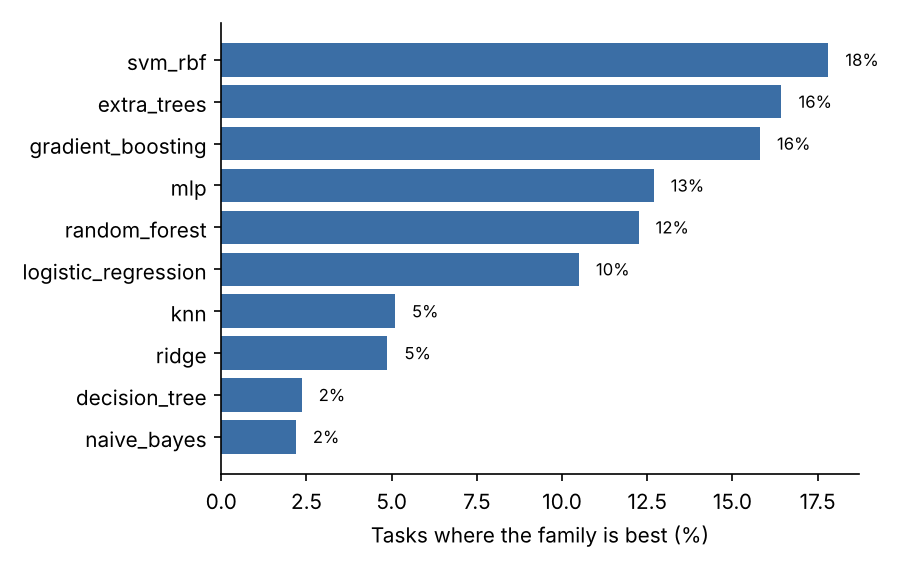 svm_rbf 18%
extra_trees 16%
gradient_boosting 16%
mlp 13%
random_forest 12%
logistic_regression 10%
knn 5%
ridge 5%
decision_tree 2%
naive_bayes 2%
0.0 2.5 5.0 7.5 10.0 12.5 15.0 17.5
Tasks where the family is best (%)